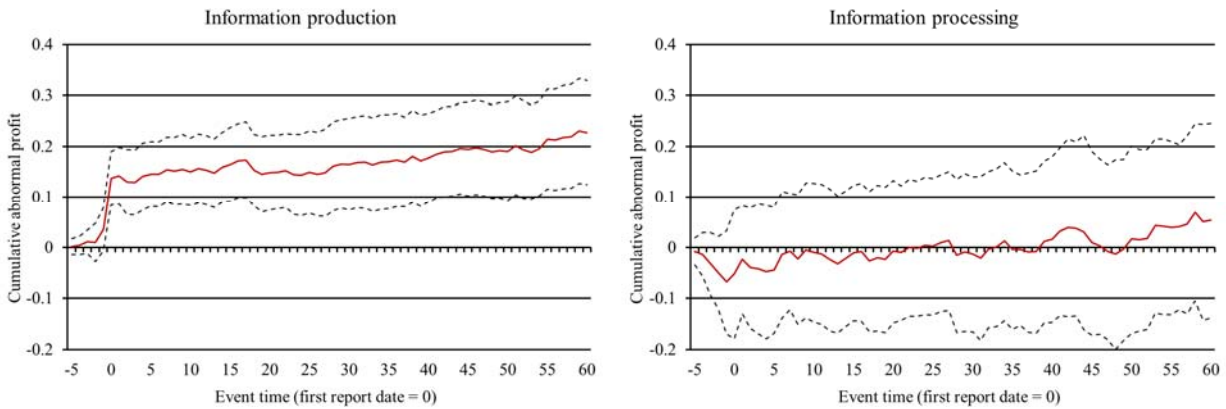 Information production
0.4
0.3
0.2
0.1
0
-0.1
-0.2
Cumulative abnormal profit
-5 0 5 10 15 20 25 30 35 40 45 50 55 60
Event time (first report date = 0)
Information processing
0.4
0.3
0.2
0.1
0
-0.1
-0.2
Cumulative abnormal profit
-5 0 5 10 15 20 25 30 35 40 45 50 55 60
Event time (first report date = 0)